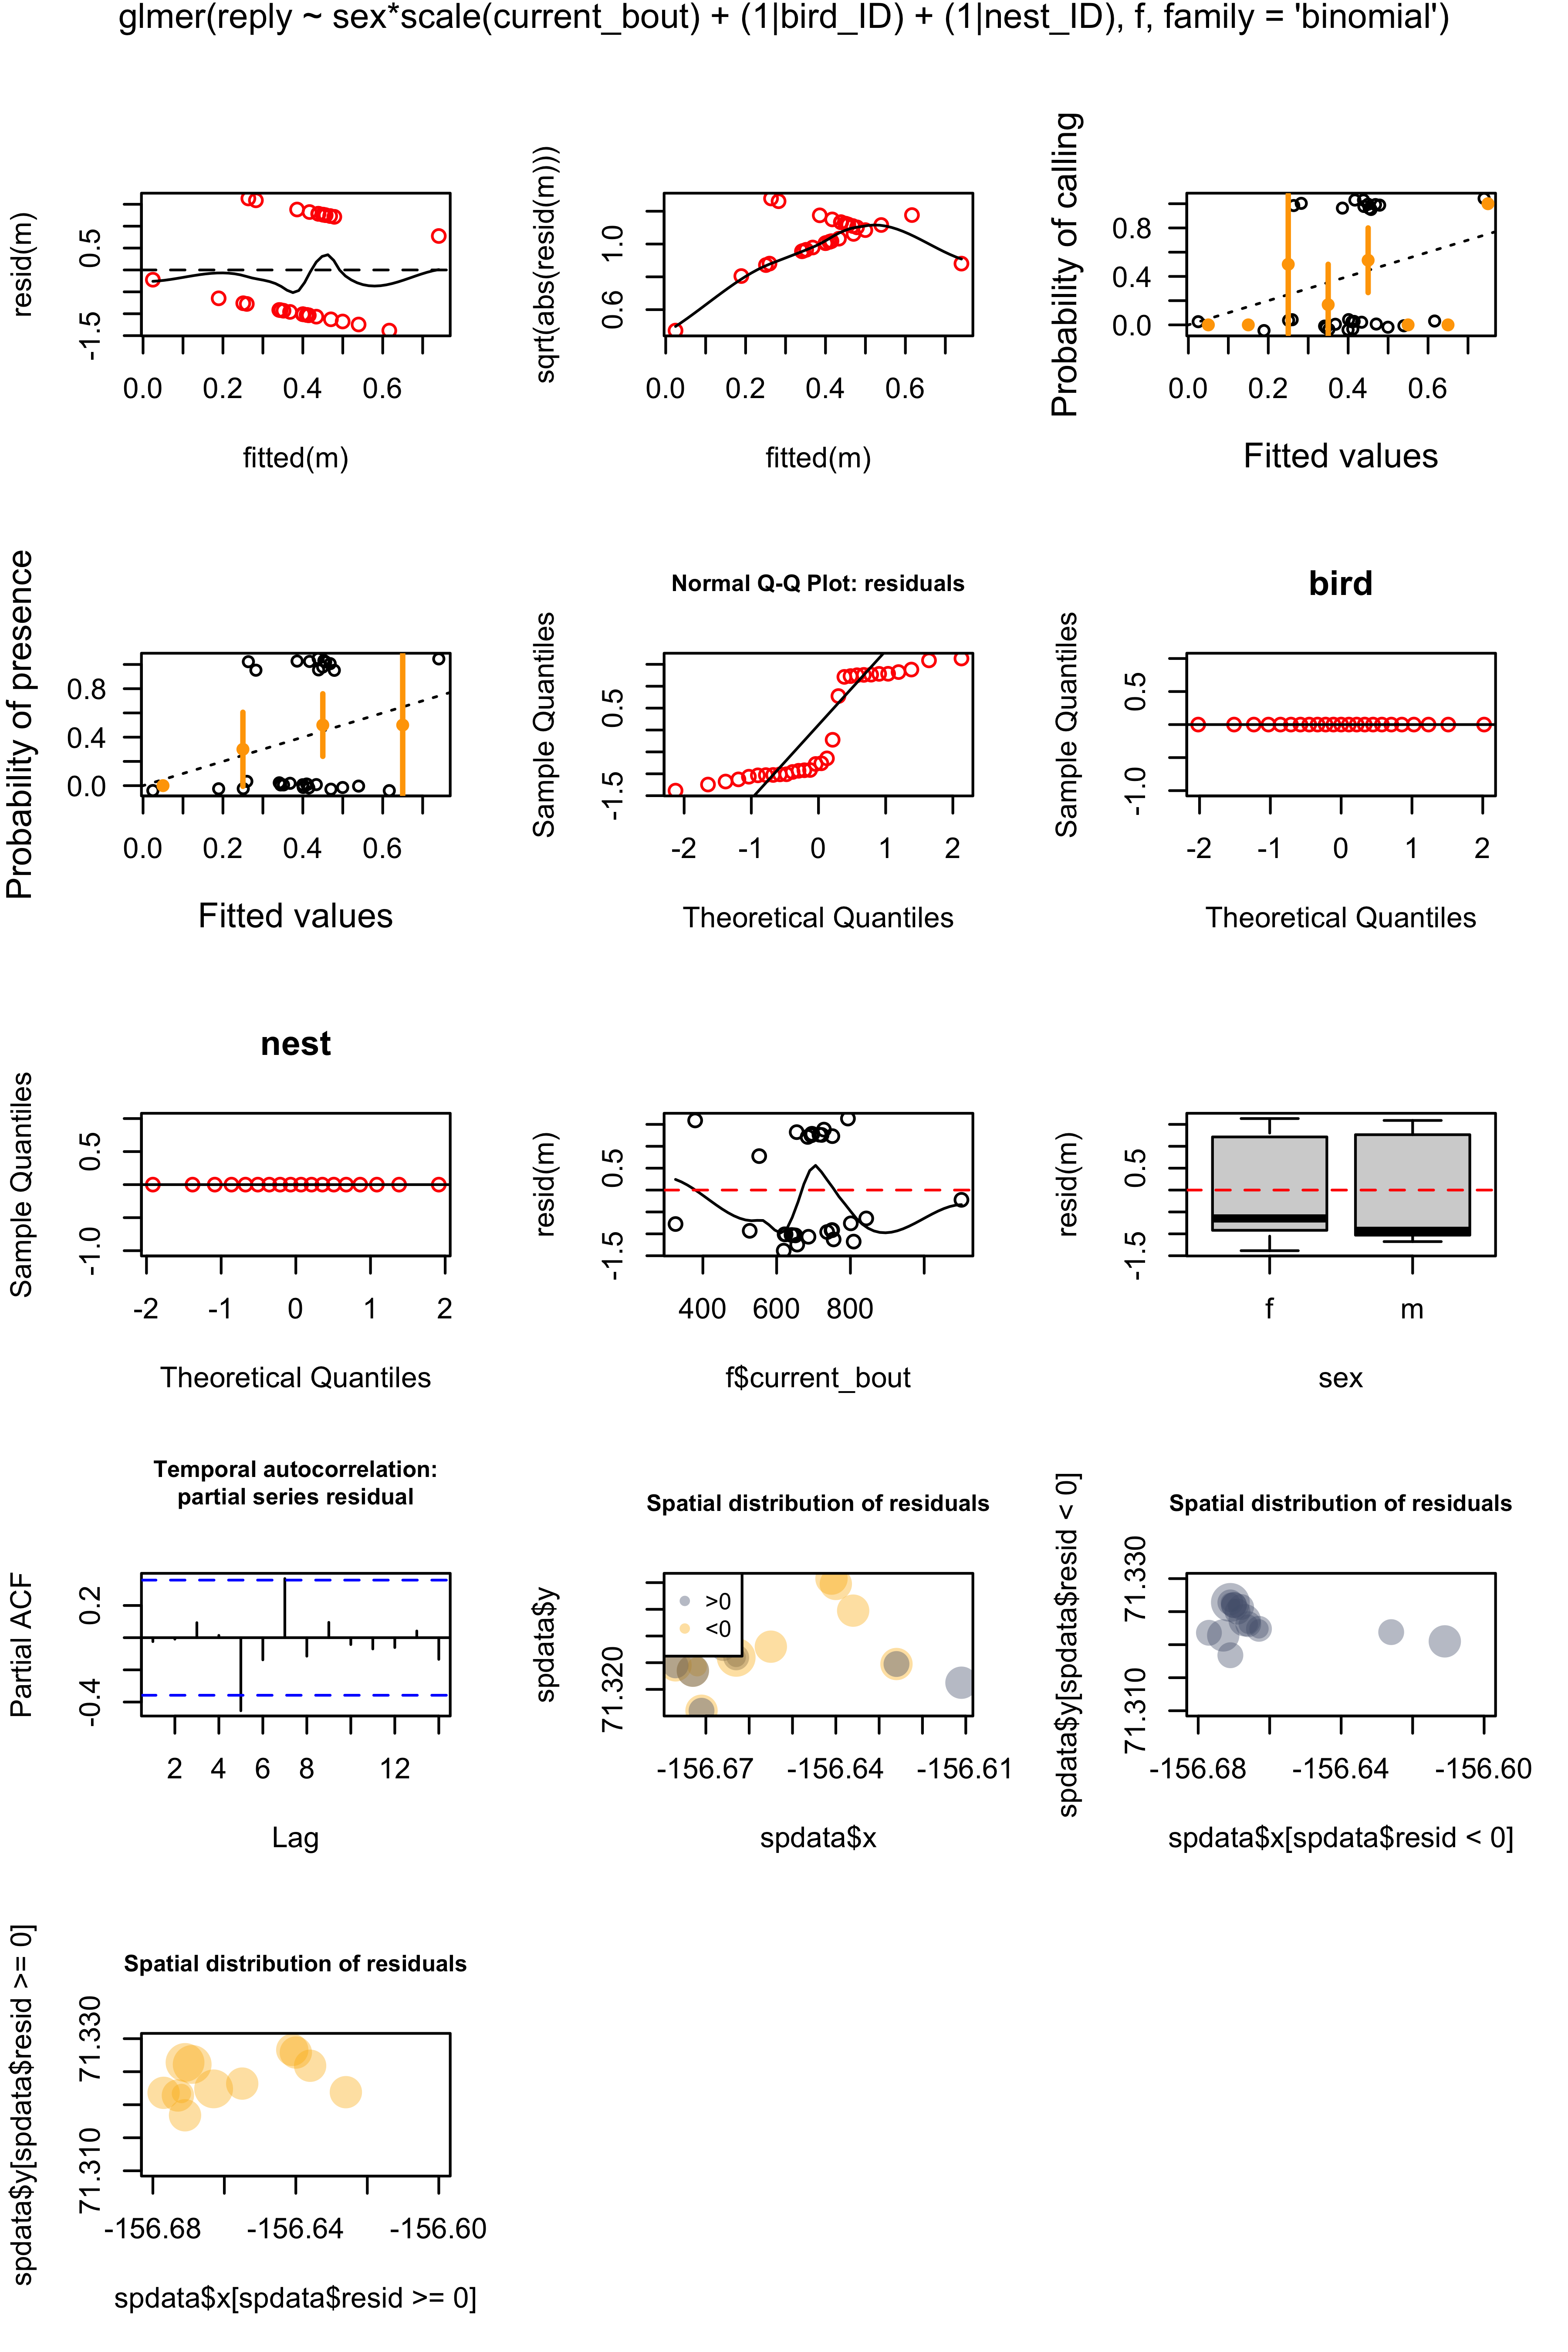 glmer(reply ~ sex*scale(current_bout) + (1|bird_ID) + (1|nest_ID), f, family = 'binomial')
resid(m)
-1.5 0.5
0.0 0.2 0.4 0.6
fitted(m)
sqrt(abs(resid(m)))
0.6 1.0
0.0 0.2 0.4 0.6
fitted(m)
Probability of calling
0.8
0.4
0.0
0.0 0.2 0.4 0.6
Fitted values
Probability of presence
0.8
0.4
0.0
0.0 0.2 0.4 0.6
Fitted values
Normal Q-Q Plot: residuals
Sample Quantiles
-1.5 0.5
-2 -1 0 1 2
Theoretical Quantiles
bird
Sample Quantiles
-1.0 0.5
-2 -1 0 1 2
Theoretical Quantiles
nest
Sample Quantiles
-1.0 0.5
-2 -1 0 1 2
Theoretical Quantiles
resid(m)
-1.5 0.5
400 600 800
f$current_bout
resid(m)
-1.5 0.5
f m
sex
Temporal autocorrelation:
partial series residual
Partial ACF
-0.4 0.2
2 4 6 8 12
Lag
Spatial distribution of residuals
spdata$y
71.320
>0
<0
-156.67 -156.64 -156.61
spdata$x
Spatial distribution of residuals
spdata$y[spdata$resid < 0]
71.310 71.330
-156.68 -156.64 -156.60
spdata$x[spdata$resid < 0]
Spatial distribution of residuals
spdata$y[spdata$resid >= 0]
71.310 71.330
-156.68 -156.64 -156.60
spdata$x[spdata$resid >= 0]